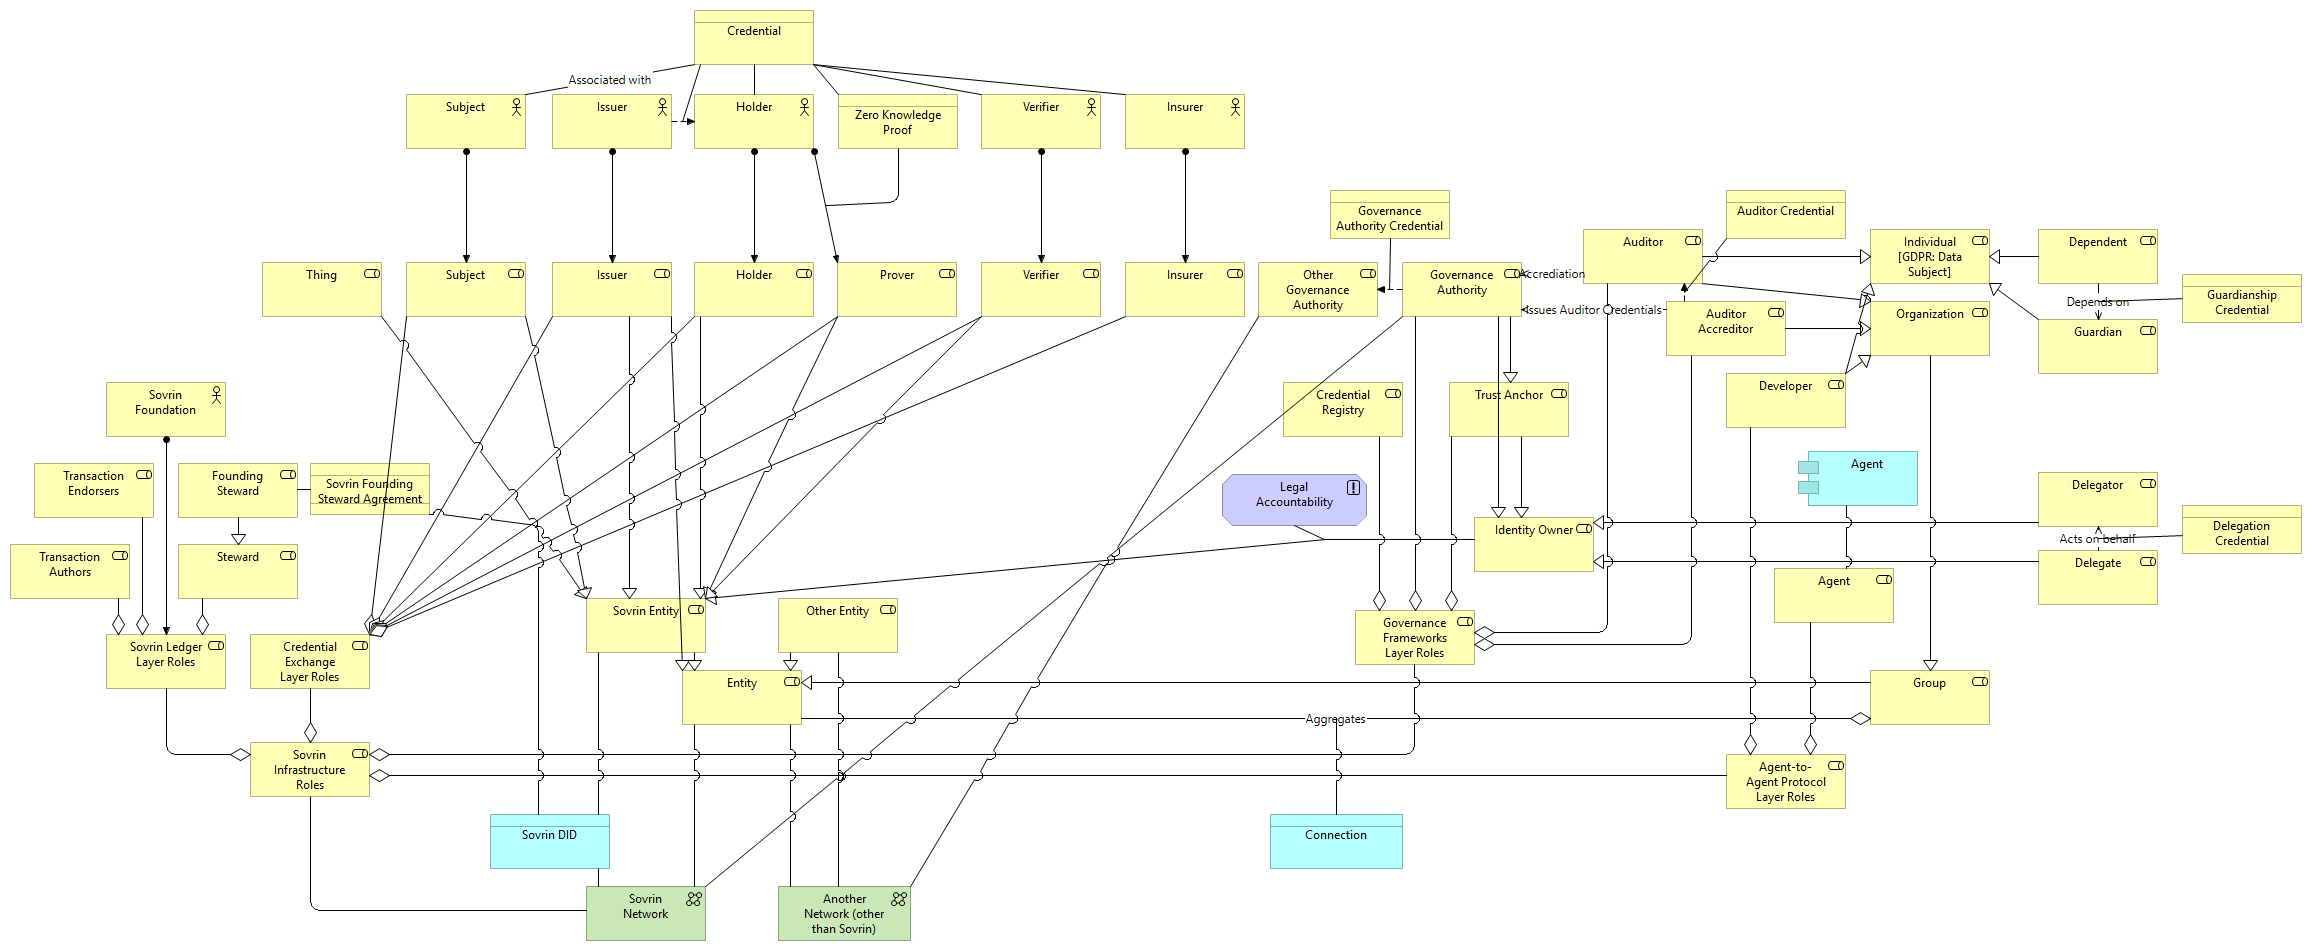 Credential
Associated with
Subject
Issuer
Holder
Zero Knowledge
Proof
Verifier
Insurer
Governance
Authority Credential
Auditor Credential
Auditor
Individual
[GDPR: Data
Subject]
Dependent
Thing
Subject
Issuer
Holder
Prover
Verifier
Insurer
Other
Governance
Authority
Governance
Authority
Accrediation
Issues Auditor Credentials
Auditor
Accreditor
Organization
Depends on
Guardianship
Credential
Guardian
Sovrin
Foundation
Credential
Registry
Trust Anchor
Developer
Transaction
Endorsers
Founding
Steward
Sovrin Founding
Steward Agreement
Legal
Accountability
Agent
Delegator
Identity Owner
Delegation
Credential
Acts on behalf
Transaction
Authors
Steward
Delegate
Agent
Sovrin Entity
Other Entity
Governance
Frameworks
Layer Roles
Sovrin Ledger
Layer Roles
Credential
Exchange
Layer Roles
Entity
Group
Aggregates
Sovrin
Infrastructure
Roles
Agent-to-
Agent Protocol
Layer Roles
Sovrin DID
Connection
Sovrin
Network
Another
Network (other
than Sovrin)